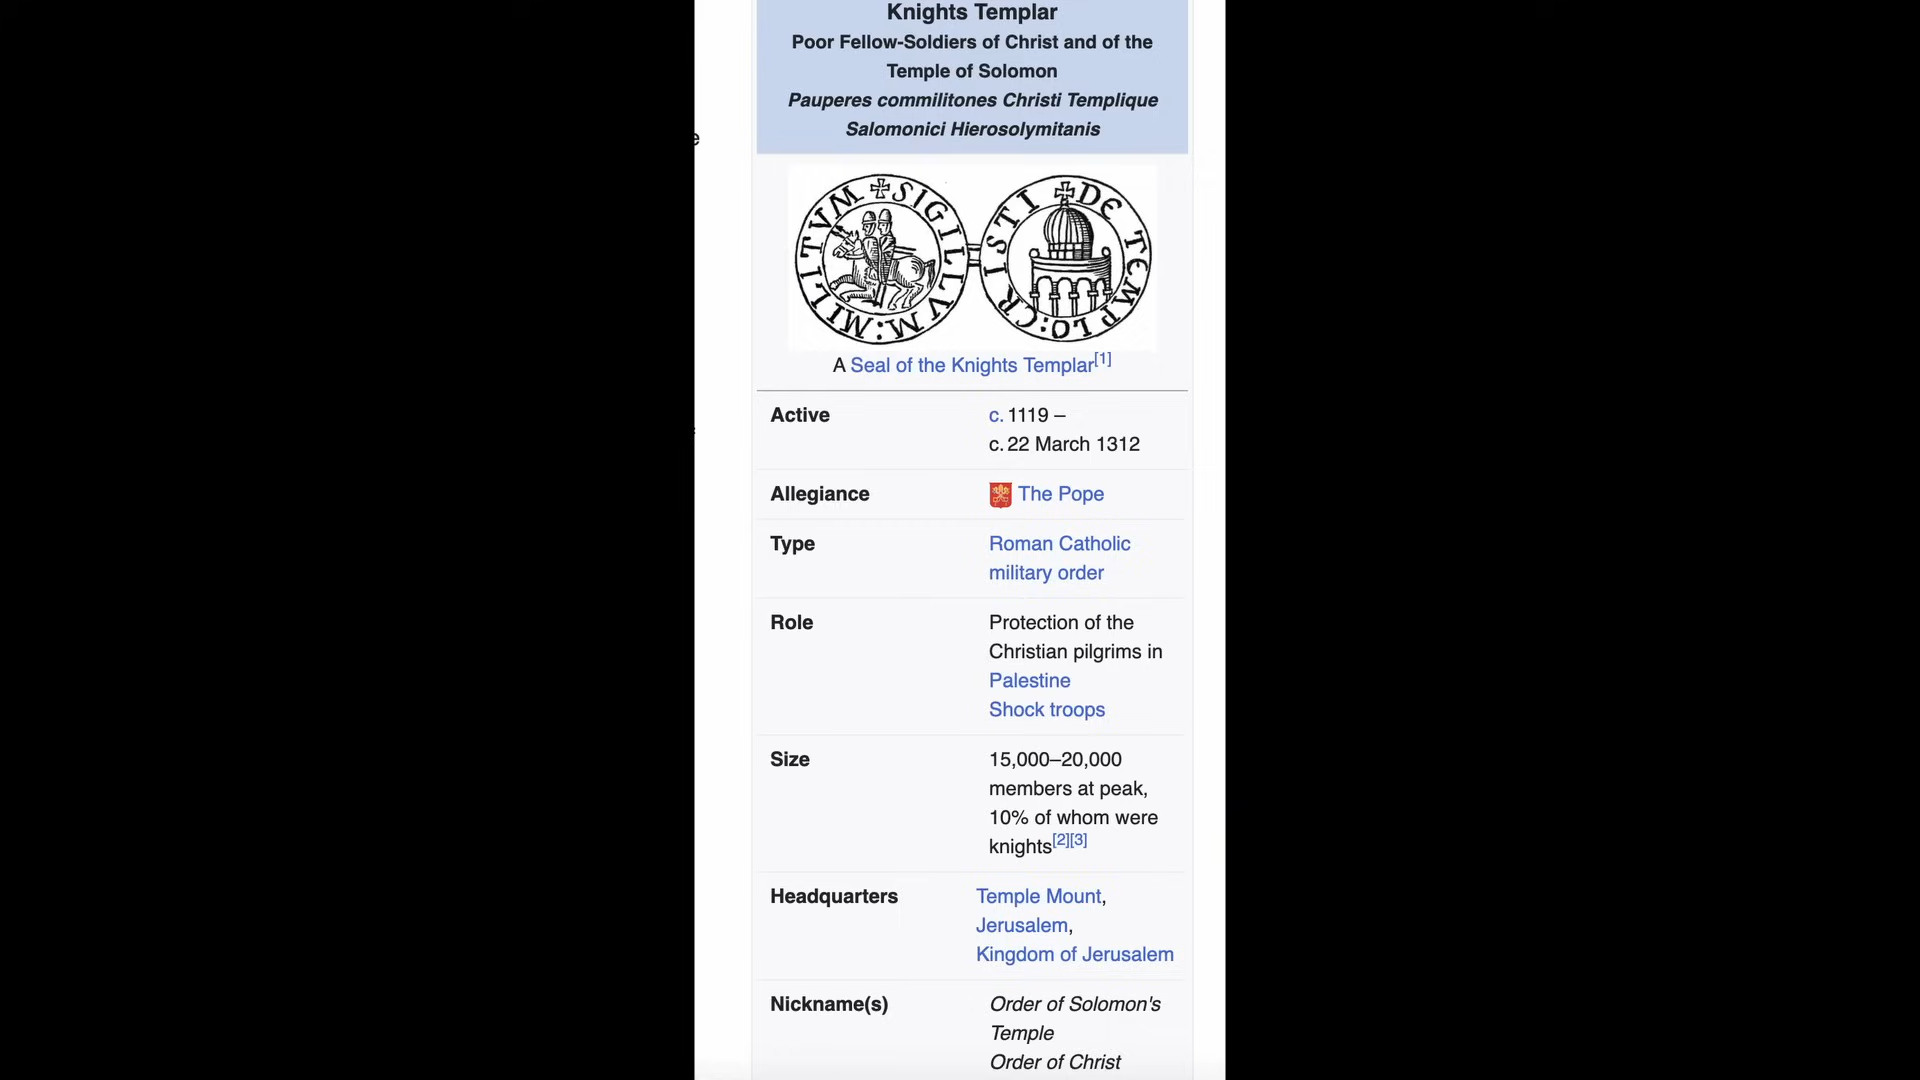 Knights Templar
Poor Fellow-Soldiers of Christ and of the
Temple of Solomon
Pauperes commilitones Christi Templique
Salomonici Hierosolymitanis
SIGILLVM: MILITVM
DE TEMPLO: CRISTI
A Seal of the Knights Templar[1]
Active
c. 1119 –
c. 22 March 1312
Allegiance
The Pope
Type
Roman Catholic
military order
Role
Protection of the
Christian pilgrims in
Palestine
Shock troops
Size
15,000–20,000
members at peak,
10% of whom were
knights[2][3]
Headquarters
Temple Mount,
Jerusalem,
Kingdom of Jerusalem
Nickname(s)
Order of Solomon's
Temple
Order of Christ